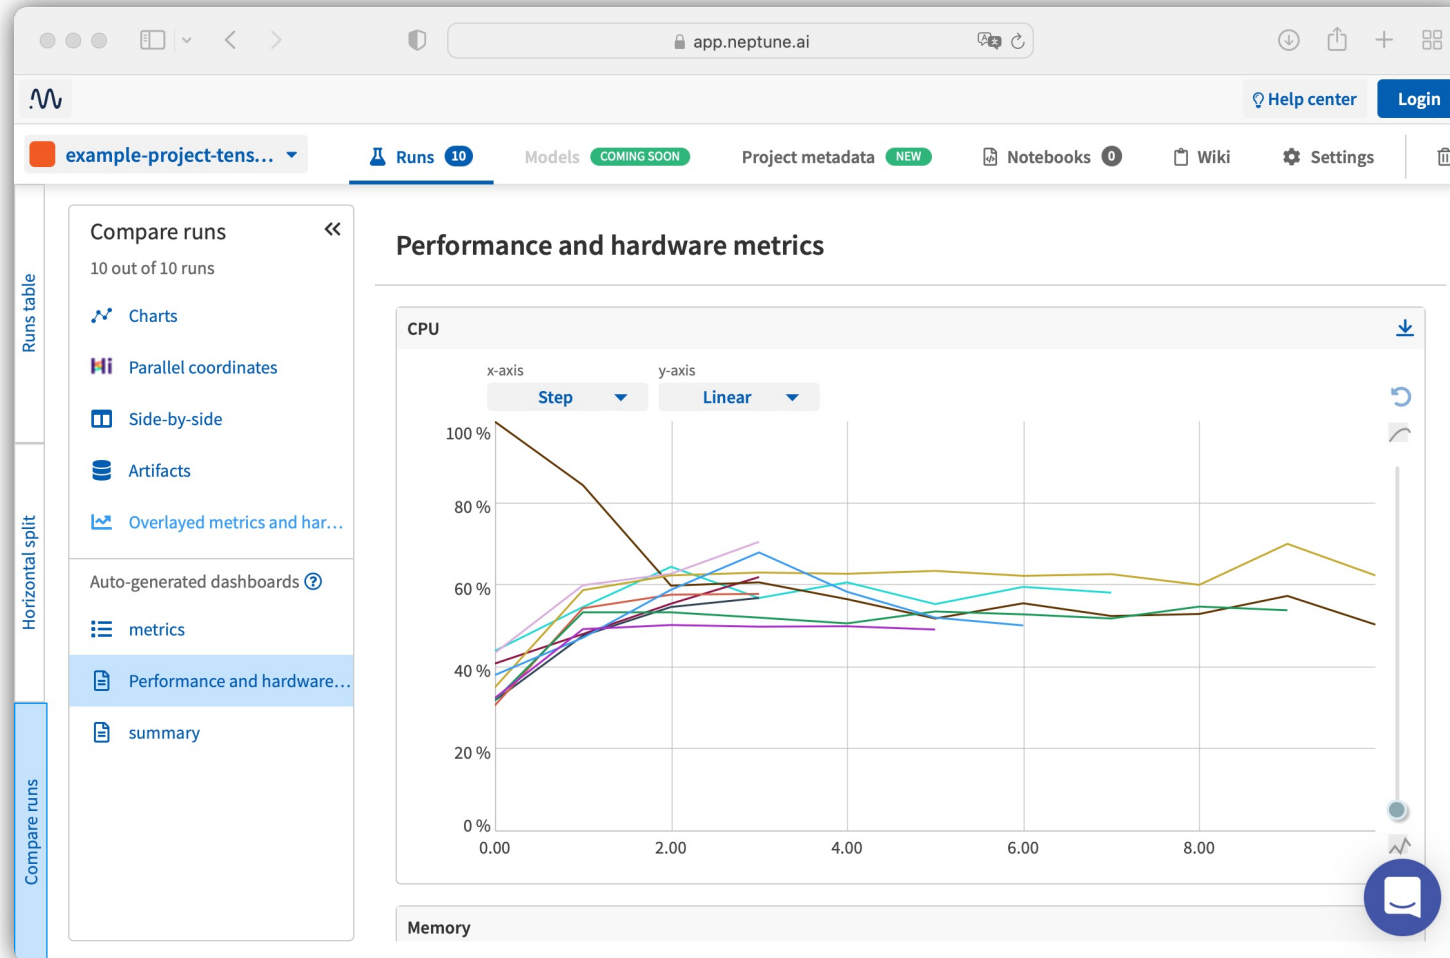 app.neptune.ai
Help center
Login
example-project-tens...
Runs 10
Models COMING SOON
Project metadata NEW
Notebooks 0
Wiki
Settings
Runs table
Horizontal split
Compare runs
Compare runs
10 out of 10 runs
Charts
Hi Parallel coordinates
Side-by-side
Artifacts
Overlayed metrics and har...
Auto-generated dashboards ?
metrics
Performance and hardware...
summary
Performance and hardware metrics
CPU
x-axis
y-axis
Step
Linear
100 %
80 %
60 %
40 %
20 %
0 %
0.00
2.00
4.00
6.00
8.00
Memory